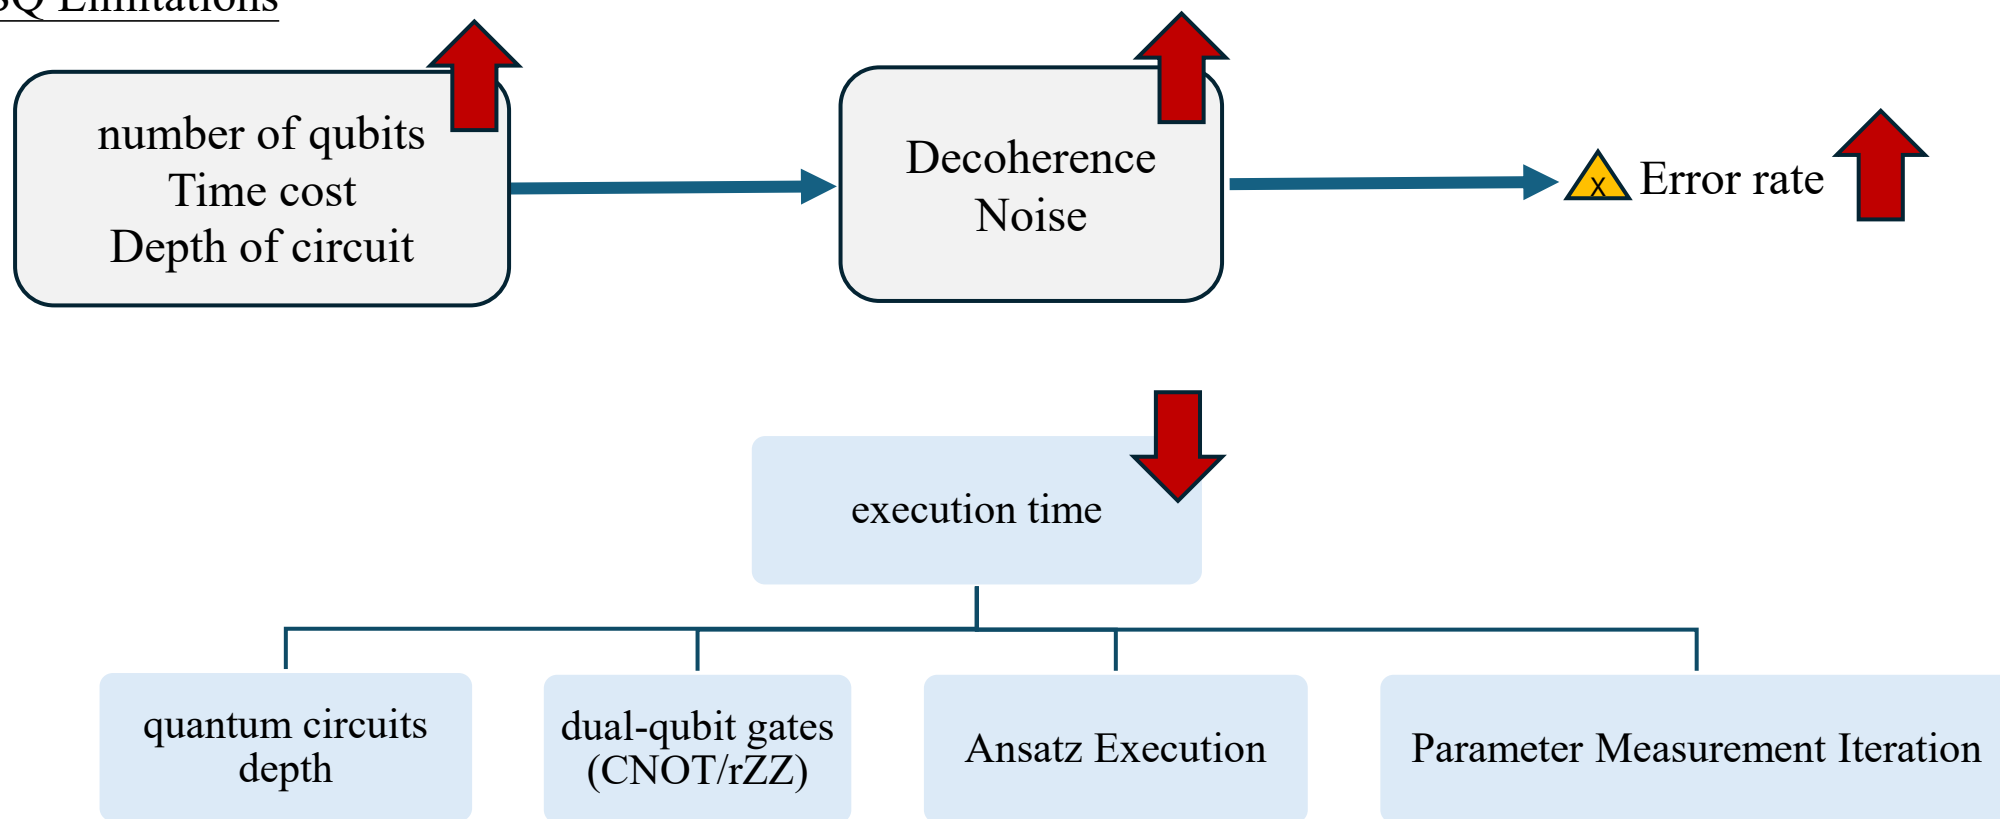 Limitations
number of qubits
Time cost
Depth of circuit
Decoherence
Noise
x
Error rate
execution time
quantum circuits
depth
dual-qubit gates
(CNOT/rZZ)
Ansatz Execution
Parameter Measurement Iteration